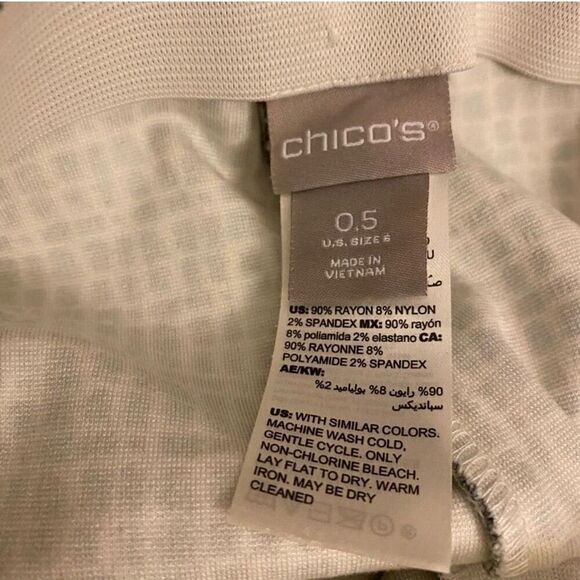 chico's®
0.5
U.S. SIZE 6
MADE IN
VIETNAM
US: 90% RAYON 8% NYLON
2% SPANDEX MX: 90% rayón
8% poliamida 2% elastano CA:
90% RAYONNE 8%
POLYAMIDE 2% SPANDEX
AE/KW:
90% رايون 8% بولياميد 2%
سباندیکس
US: WITH SIMILAR COLORS.
MACHINE WASH COLD,
GENTLE CYCLE. ONLY
NON-CHLORINE BLEACH.
LAY FLAT TO DRY. WARM
IRON. MAY BE DRY
CLEANED